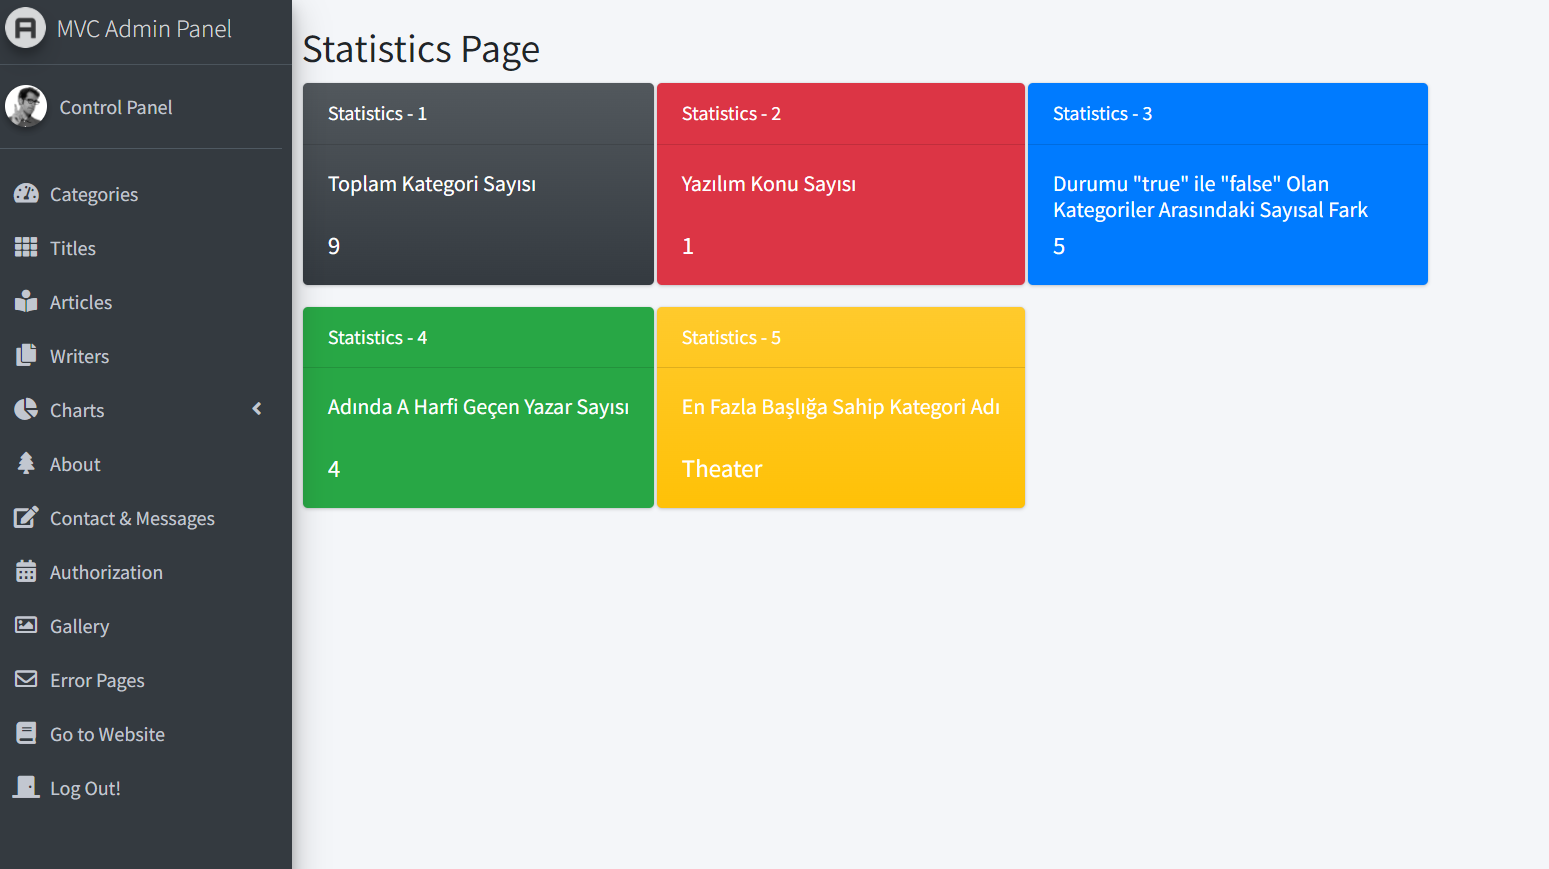 MVC Admin Panel
Control Panel
Categories
Titles
Articles
Writers
Charts
About
Contact & Messages
Authorization
Gallery
Error Pages
Go to Website
Log Out!
Statistics Page
Statistics - 1
Toplam Kategori Sayısı
9
Statistics - 2
Yazılım Konu Sayısı
1
Statistics - 3
Durumu "true" ile "false" Olan
Kategoriler Arasındaki Sayısal Fark
5
Statistics - 4
Adında A Harfi Geçen Yazar Sayısı
4
Statistics - 5
En Fazla Başlığa Sahip Kategori Adı
Theater